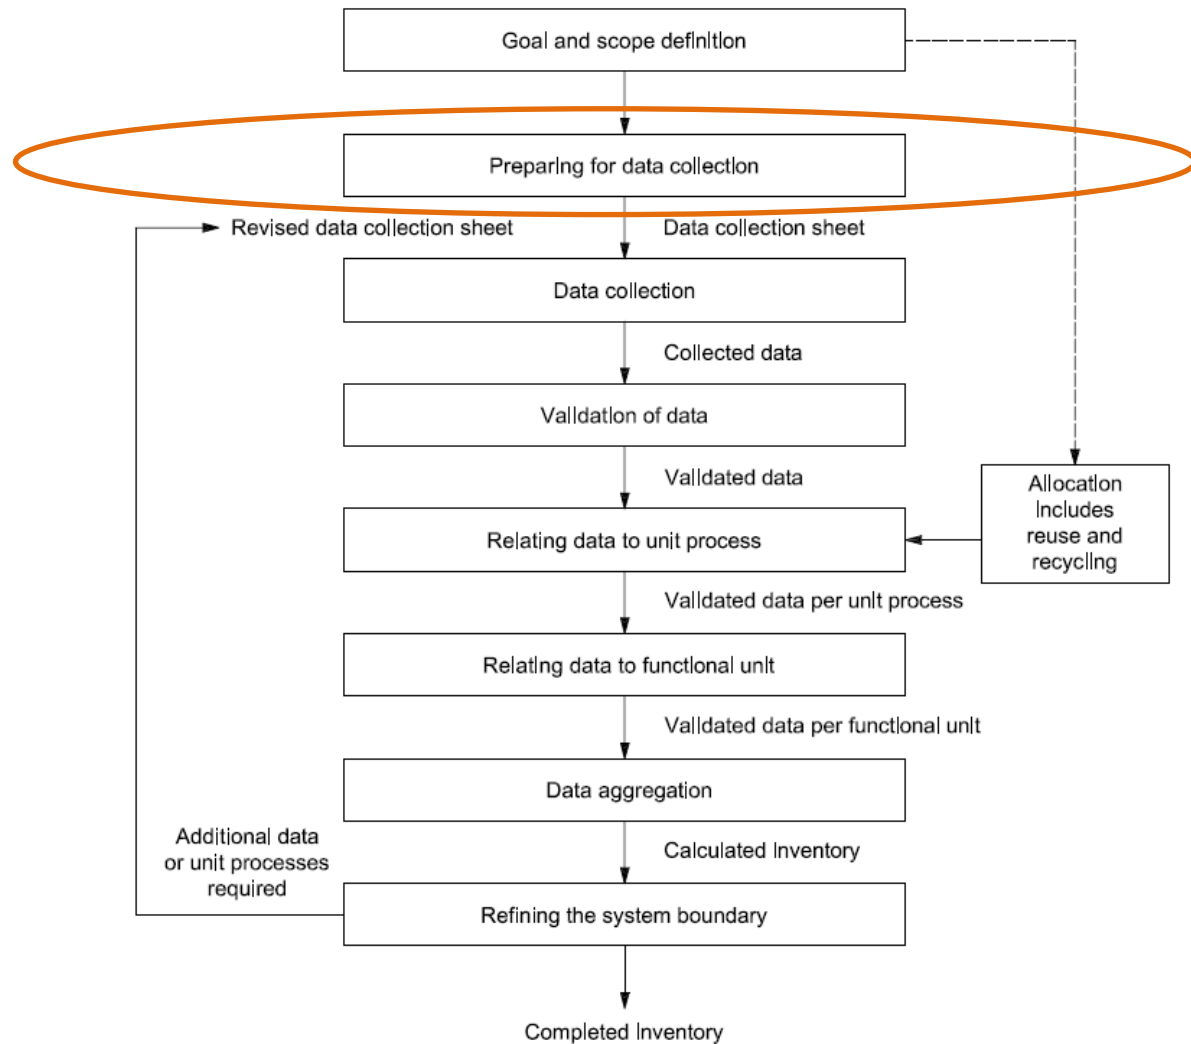 Goal and scope definition
Preparing for data collection
Revised data collection sheet
Data collection sheet
Data collection
Collected data
Validation of data
Validated data
Allocation
includes
reuse and
recycling
Relating data to unit process
Validated data per unit process
Relating data to functional unit
Validated data per functional unit
Data aggregation
Additional data
or unit processes
required
Calculated inventory
Refining the system boundary
Completed inventory